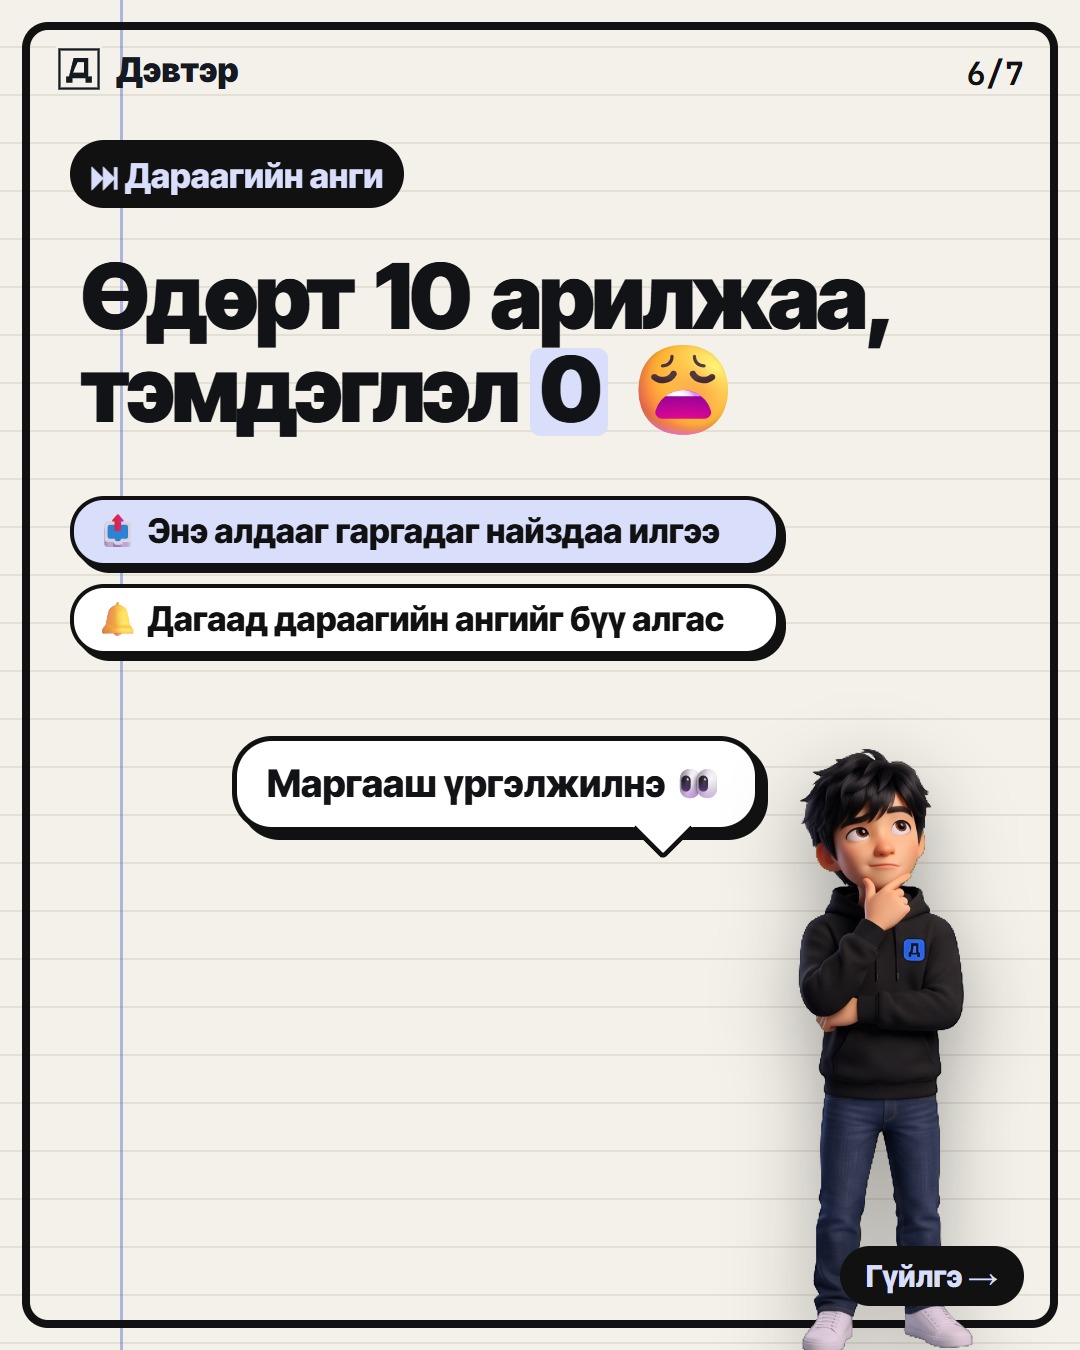 Д Дэвтэр
6/7
⏭ Дараагийн анги
Өдөрт 10 арилжаа,
тэмдэглэл 0 😩
📤 Энэ алдааг гаргадаг найздаа илгээ
🔔 Дагаад дараагийн ангийг бүү алгас
Маргааш үргэлжилнэ 👀
Д
Гүйлгэ →